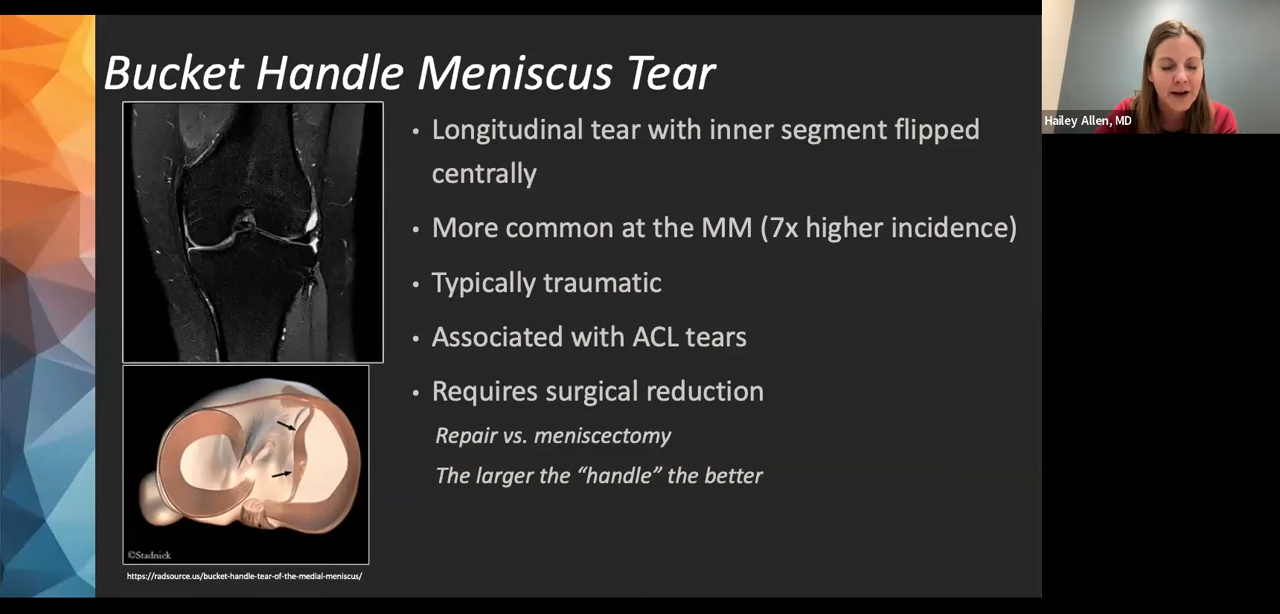 Bucket Handle Meniscus Tear
• Longitudinal tear with inner segment flipped
centrally
• More common at the MM (7x higher incidence)
• Typically traumatic
• Associated with ACL tears
• Requires surgical reduction
Repair vs. meniscectomy
The larger the “handle” the better
©Stadnick
https://radsource.us/bucket-handle-tear-of-the-medial-meniscus/
Hailey Allen, MD